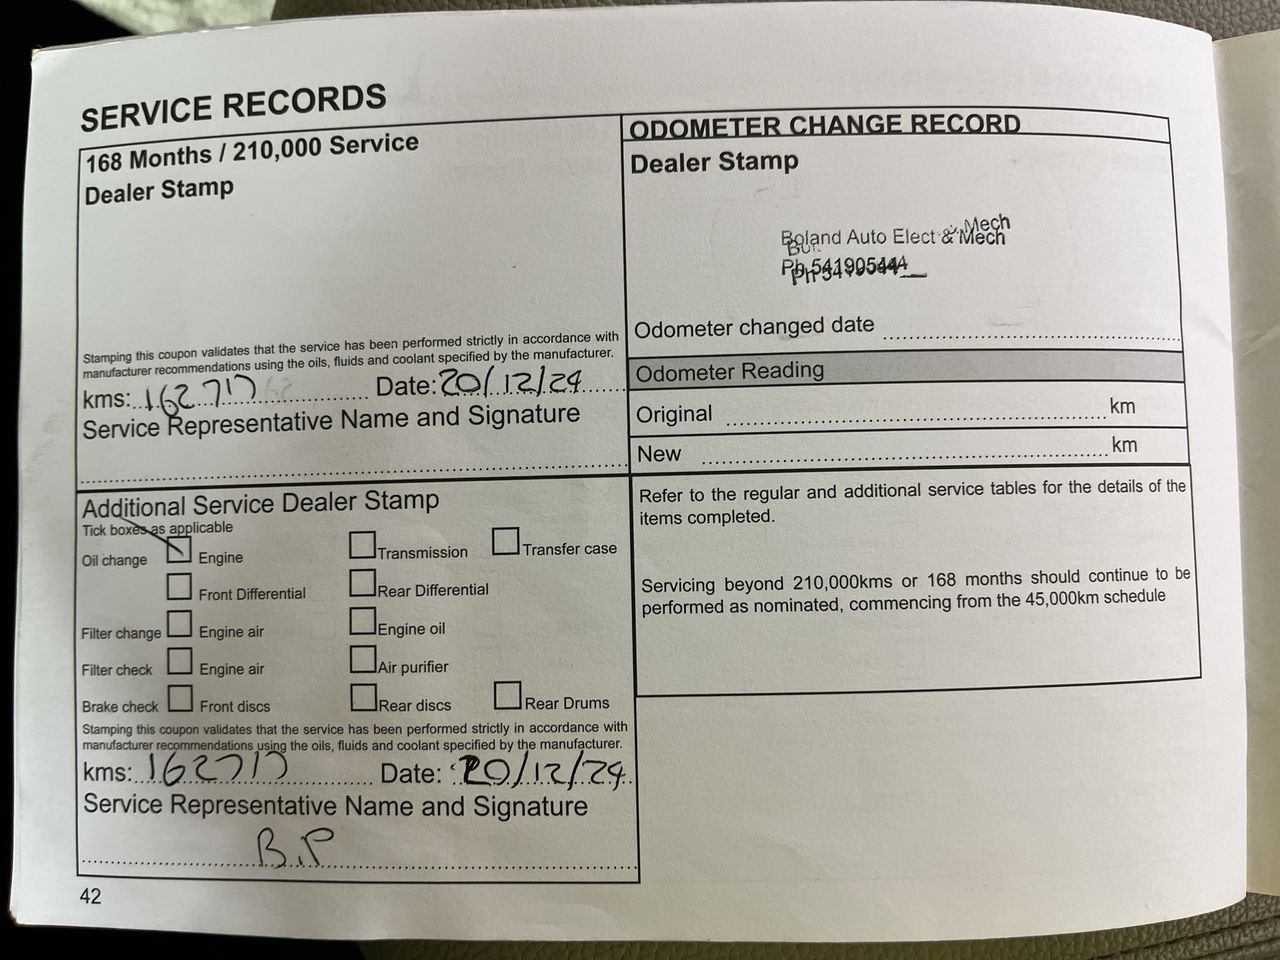 SERVICE RECORDS
168 Months / 210,000 Service
Dealer Stamp
Stamping this coupon validates that the service has been performed strictly in accordance with
manufacturer recommendations using the oils, fluids and coolant specified by the manufacturer.
kms: 162717 Date: 20/12/24
Service Representative Name and Signature
Additional Service Dealer Stamp
Tick boxes as applicable
Oil change Engine Transmission Transfer case
Front Differential Rear Differential
Filter change Engine air Engine oil
Filter check Engine air Air purifier
Brake check Front discs Rear discs Rear Drums
Stamping this coupon validates that the service has been performed strictly in accordance with
manufacturer recommendations using the oils, fluids and coolant specified by the manufacturer.
kms: 162717 Date: 20/12/24
Service Representative Name and Signature
B.P
42
ODOMETER CHANGE RECORD
Dealer Stamp
Boland Auto Elect & Mech
Ph 54190544
Odometer changed date
Odometer Reading
Original km
New km
Refer to the regular and additional service tables for the details of the
items completed.
Servicing beyond 210,000kms or 168 months should continue to be
performed as nominated, commencing from the 45,000km schedule